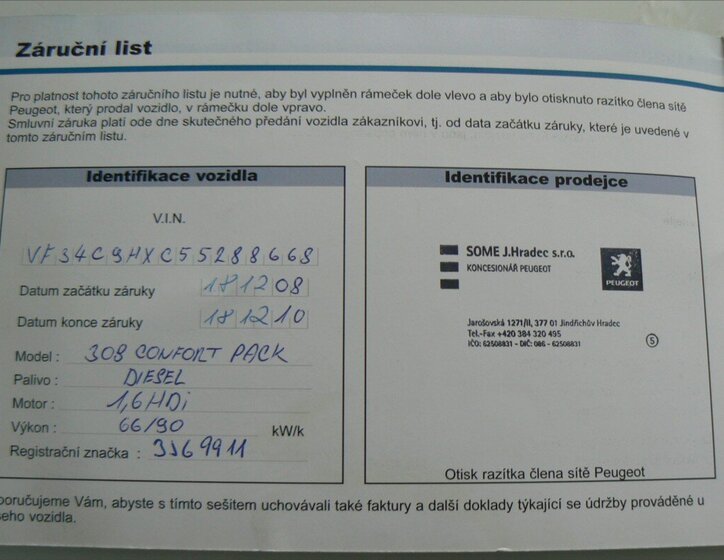 Záruční list
Pro platnost tohoto záručního listu je nutné, aby byl vyplněn rámeček dole vlevo a aby bylo otisknuto razítko člena sítě
Peugeot, který prodal vozidlo, v rámečku dole vpravo.
Smluvní záruka platí ode dne skutečného předání vozidla zákazníkovi, tj. od data začátku záruky, které je uvedené v
tomto záručním listu.
Identifikace vozidla
V.I.N.
VF34C9HXC55288668
Datum začátku záruky 181208
Datum konce záruky 181210
Model : 308 CONFORT PACK
Palivo : DIESEL
Motor : 1,6 HDi
Výkon : 66/90 kW/k
Registrační značka : 3J69911
Identifikace prodejce
SOME J.Hradec s.r.o.
KONCESIONÁŘ PEUGEOT
PEUGEOT
Jarošovská 1271/II, 377 01 Jindřichův Hradec
Tel.-Fax +420 384 320 495
IČO: 62508831 - DIČ: 086 - 62508831
5
Otisk razítka člena sítě Peugeot
poručujeme Vám, abyste s tímto sešitem uchovávali také faktury a další doklady týkající se údržby prováděné u
šeho vozidla.